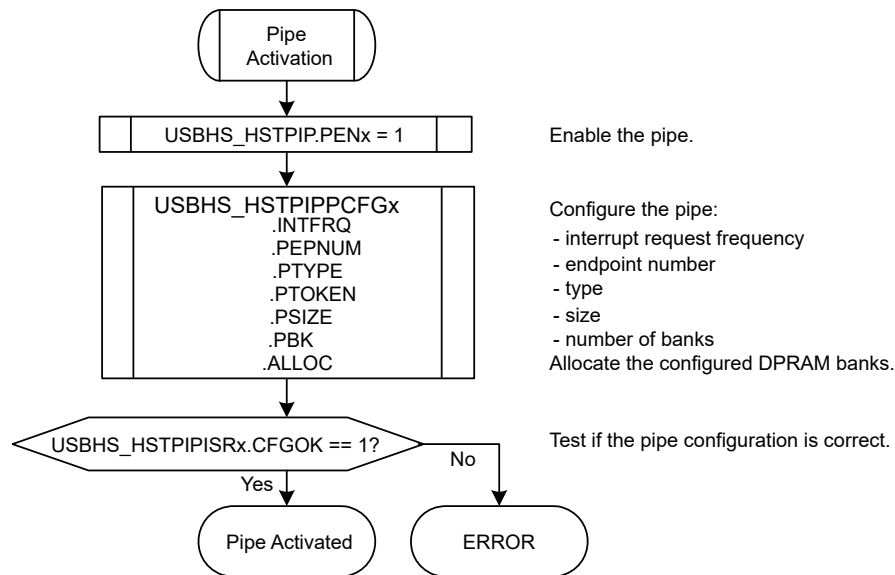 Pipe
Activation
USBHS_HSTPIP.PENx = 1
Enable the pipe.
USBHS_HSTPIPPCFGx
.INTFRQ
.PEPNUM
.PTYPE
.PTOKEN
.PSIZE
.PBK
.ALLOC
Configure the pipe:
- interrupt request frequency
- endpoint number
- type
- size
- number of banks
Allocate the configured DPRAM banks.
USBHS_HSTPIPISRx.CFGOK == 1?
Test if the pipe configuration is correct.
No
Yes
Pipe Activated
ERROR